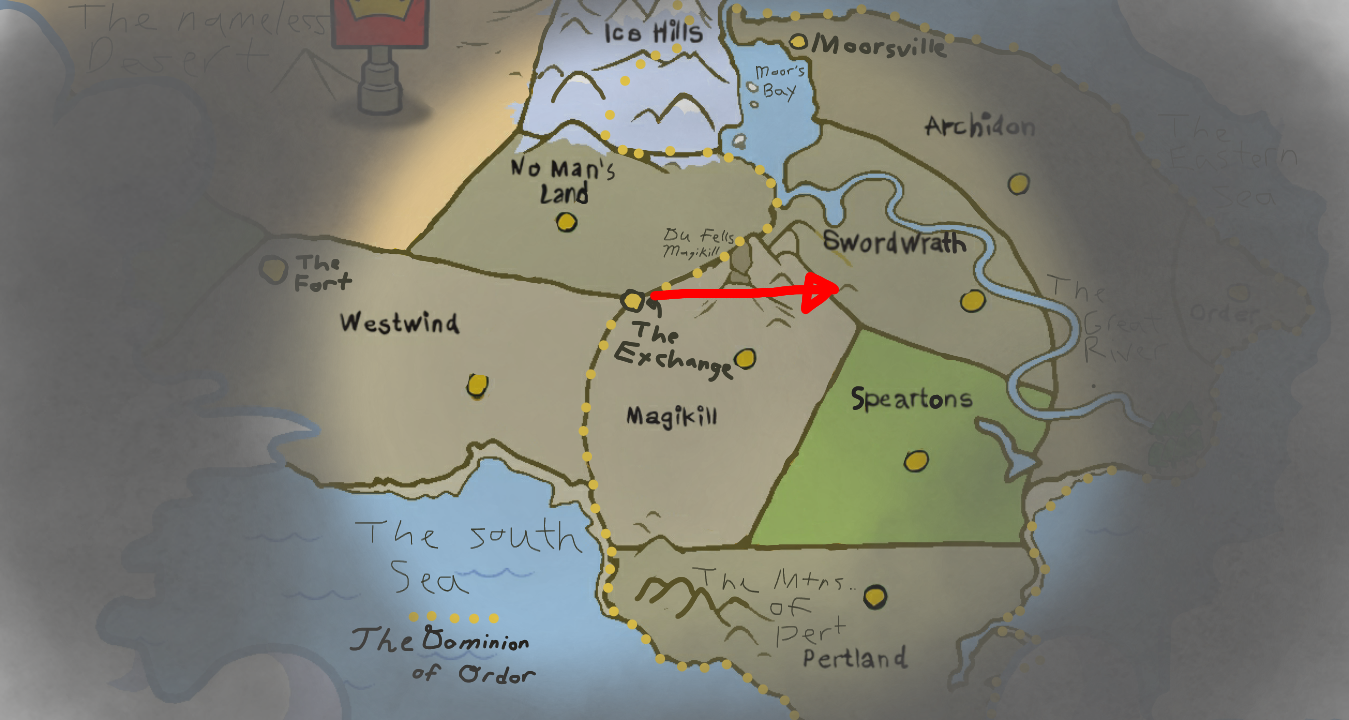 The nameless
Desert
Ice Hills
Moorsville
Moor's
Bay
Archidon
The
Eastern
Sea
No Man's
Land
Du Fells
Magikill
Swordwrath
The
Fort
The
Great
River
Order
Westwind
The
Exchange
Magikill
Speartons
The south
Sea
The Dominion
of Ordor
The Mtns..
of
Pert
Pertland